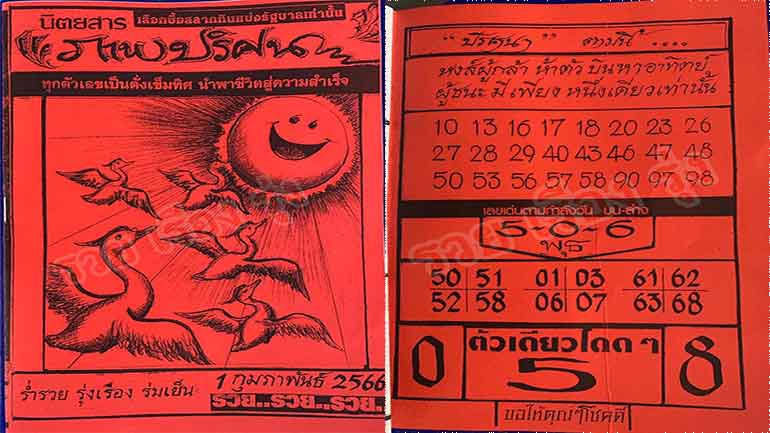 นิตยสาร
เลือกซื้อสลากกินแบ่งรัฐบาลเท่านั้น
ภาพปริศนา
ทุกตัวเลขเป็นดั่งเข็มทิศ นำพาชีวิตสู่ความสำเร็จ
ร่ำรวย รุ่งเรือง ร่มเย็น
1 กุมภาพันธ์ 2566
รวย..รวย..รวย..
"ปริศนา" ตามนี้....
หงส์ผู้กล้า ห้าตัว บินหาอาทิตย์
ผู้ชนะ มีเพียง หนึ่งเดียวเท่านั้น
10 13 16 17 18 20 23 26
27 28 29 40 43 46 47 48
50 53 56 57 58 90 97 98
เลขเด่นตามกำลังวัน บน-ล่าง
5-0-6
พุธ
50 51 01 03 61 62
52 58 06 07 63 68
ตัวเดียวโดดๆ
0 5 8
ขอให้คุณๆโชคดี